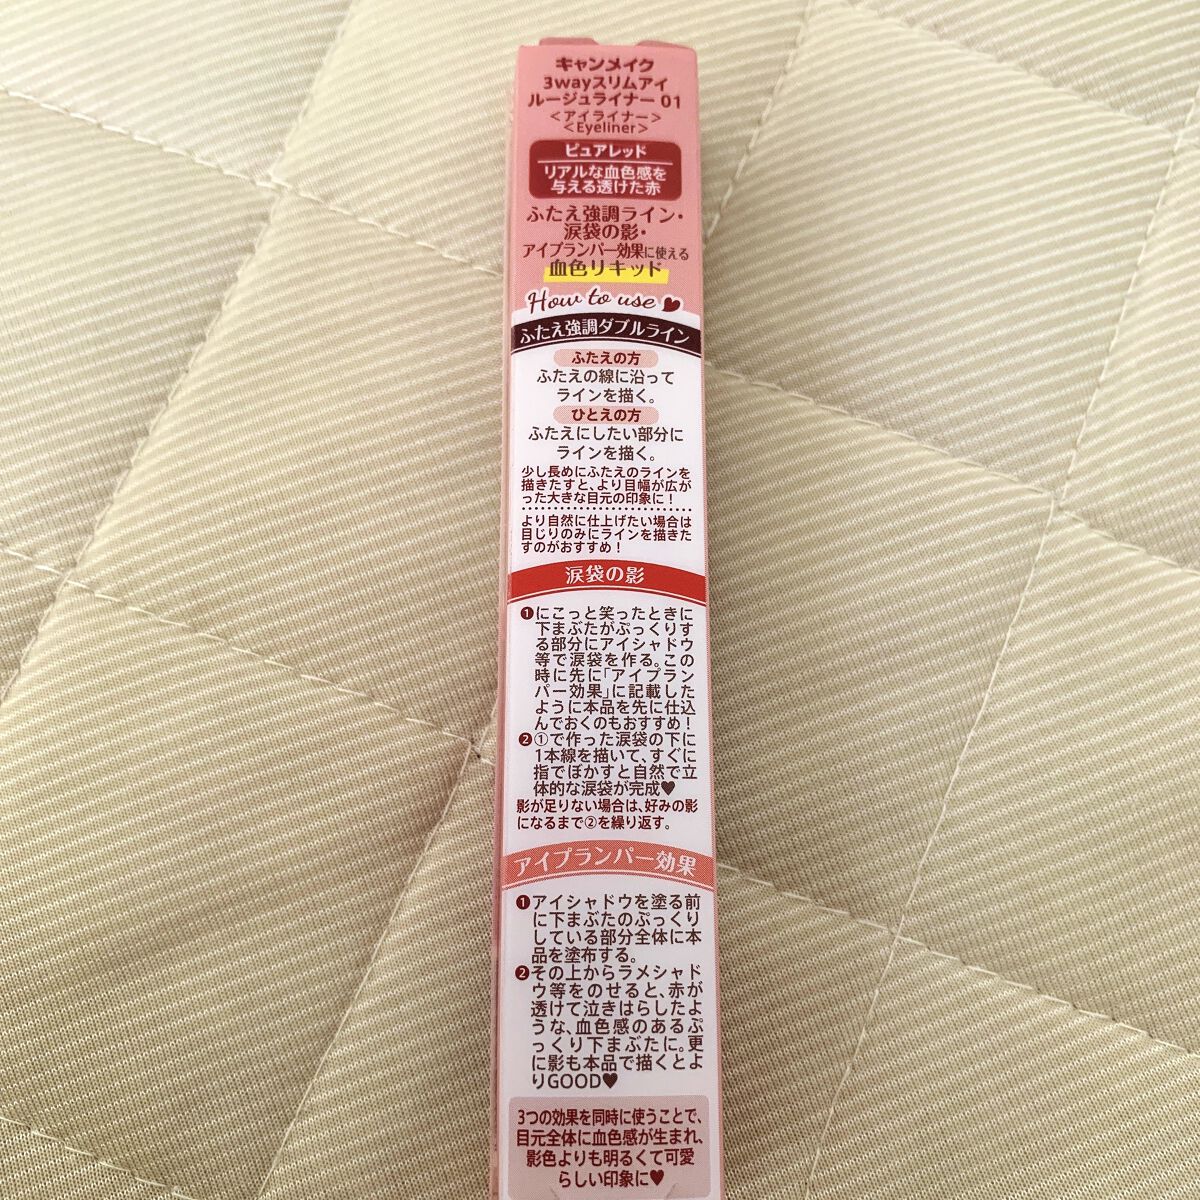 キャンメイク
3wayスリムアイ
ルージュライナー 01
<アイライナー>
<Eyeliner>
ピュアレッド
リアルな血色感を
与える透けた赤
ふたえ強調ライン・
涙袋の影・
アイプランパー効果に使える
血色リキッド
How to use
ふたえ強調ダブルライン
ふたえの方
ふたえの線に沿って
ラインを描く。
ひとえの方
ふたえにしたい部分に
ラインを描く。
少し長めにふたえのラインを
描きたすと、より目幅が広が
った大きな目元の印象に!
より自然に仕上げたい場合は
目じりのみにラインを描きた
すのがおすすめ!
涙袋の影
❶にこっと笑ったときに
下まぶたがぷっくりす
る部分にアイシャドウ
等で涙袋を作る。この
時に先に「アイプラン
パー効果」に記載した
ように本品を先に仕込
んでおくのもおすすめ!
❷①で作った涙袋の下に
1本線を描いて、すぐに
指でぼかすと自然で立
体的な涙袋が完成♥
影が足りない場合は、好みの影
になるまで②を繰り返す。
アイプランパー効果
❶アイシャドウを塗る前
に下まぶたのぷっくり
している部分全体に本
品を塗布する。
❷その上からラメシャド
ウ等をのせると、赤が
透けて泣きはらしたよ
うな、血色感のあるぷ
っくり下まぶたに。更
に影も本品で描くとよ
りGOOD♥
3つの効果を同時に使うことで、
目元全体に血色感が生まれ、
影色よりも明るくて可愛
らしい印象に♥